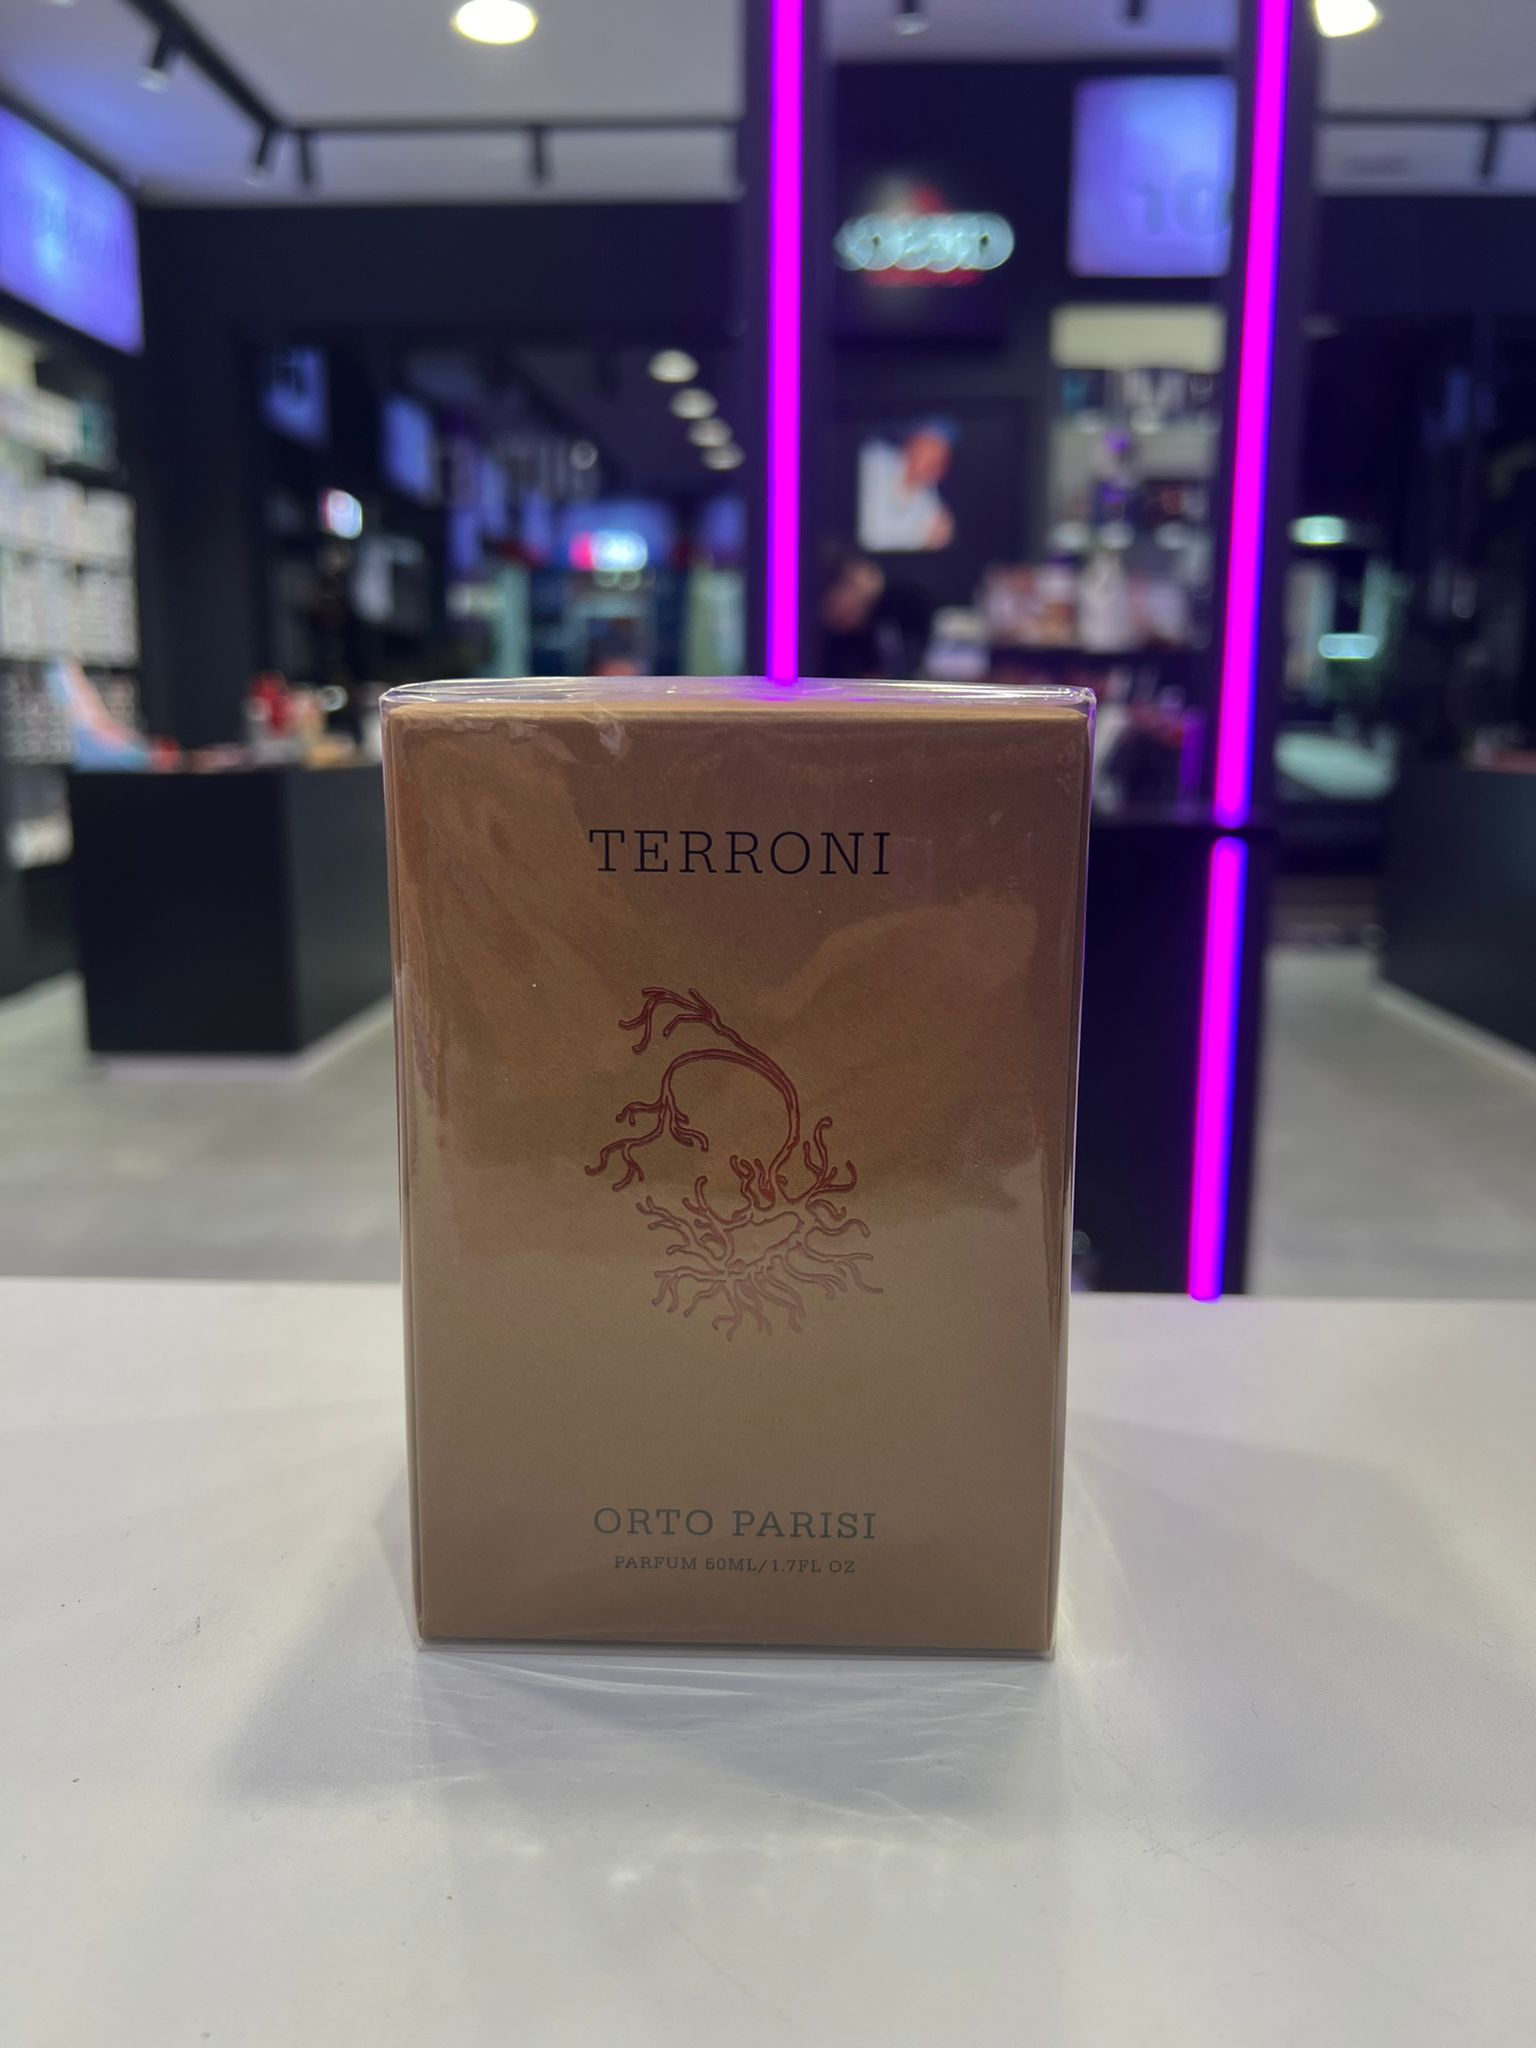 TERRONI
ORTO PARISI
PARFUM 50ML/1.7FL OZ